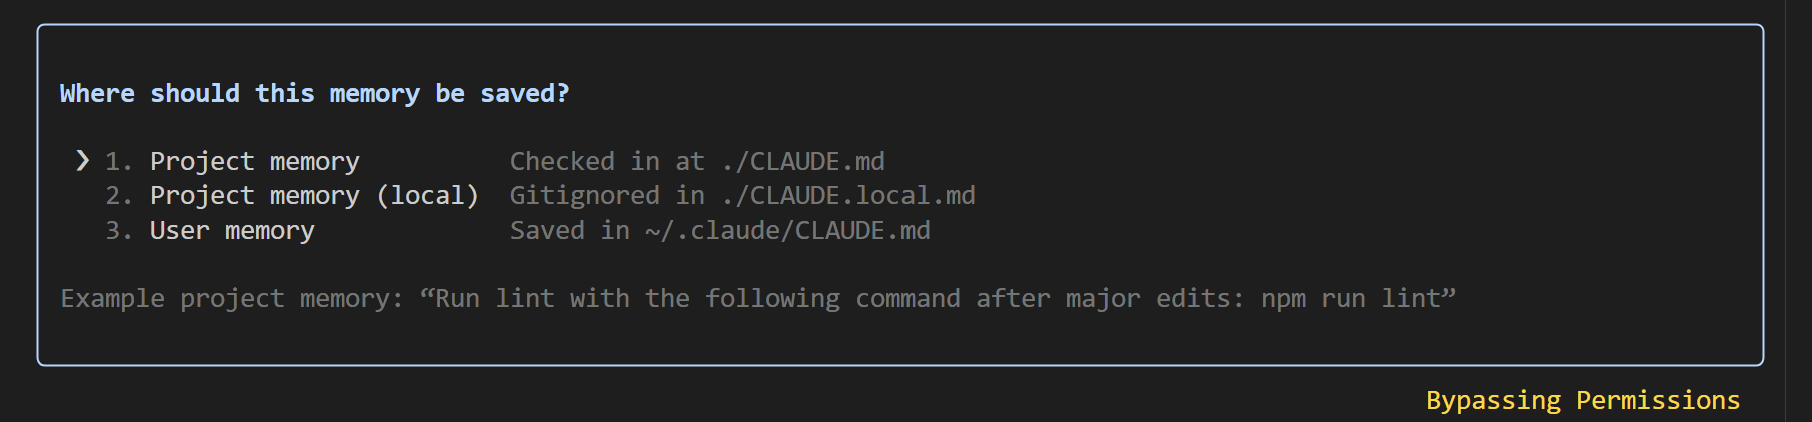 Where should this memory be saved?
❯ 1. Project memory Checked in at ./CLAUDE.md
2. Project memory (local) Gitignored in ./CLAUDE.local.md
3. User memory Saved in ~/.claude/CLAUDE.md
Example project memory: “Run lint with the following command after major edits: npm run lint”
Bypassing Permissions